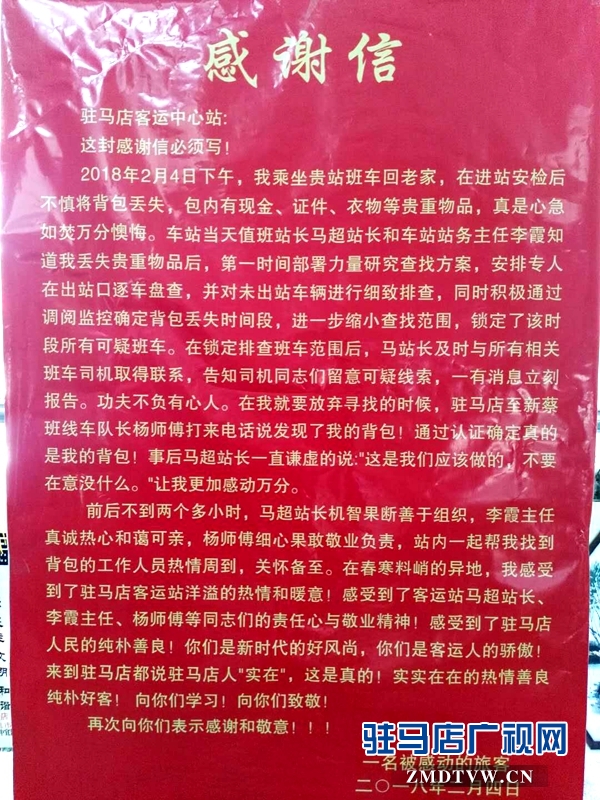 感谢信
驻马店客运中心站:
这封感谢信必须写!
2018年2月4日下午，我乘坐贵站班车回老家，在进站安检后
不慎将背包丢失，包内有现金、证件、衣物等贵重物品，真是心急
如焚万分懊悔。车站当天值班站长马超站长和车站站务主任李霞知
道我丢失贵重物品后，第一时间部署力量研究查找方案，安排专人
在出站口逐车盘查，并对未出站车辆进行细致排查，同时积极通过
调阅监控确定背包丢失时间段，进一步缩小查找范围，锁定了该时
段所有可疑班车。在锁定排查班车范围后，马站长及时与所有相关
班车司机取得联系，告知司机同志们留意可疑线索，一有消息立刻
报告。功夫不负有心人。在我就要放弃寻找的时候，驻马店至新蔡
班线车队长杨师傅打来电话说发现了我的背包！通过认证确定真的
是我的背包！事后马超站长一直谦虚的说:"这是我们应该做的，不要
在意没什么。"让我更加感动万分。
前后不到两个多小时，马超站长机智果断善于组织，李霞主任
真诚热心和蔼可亲，杨师傅细心果敢敬业负责，站内一起帮我找到
背包的工作人员热情周到，关怀备至。在春寒料峭的异地，我感受
到了驻马店客运站洋溢的热情和暖意！感受到了客运站马超站长、
李霞主任、杨师傅等同志们的责任心与敬业精神！感受到了驻马店
人民的纯朴善良！你们是新时代的好风尚，你们是客运人的骄傲！
来到驻马店都说驻马店人"实在"，这是真的！实实在在的热情善良
纯朴好客！向你们学习！向你们致敬！
再次向你们表示感谢和敬意！！！
一名被感动的旅客
二〇一八年二月四日
驻马店广视网
ZMDTVW.CN